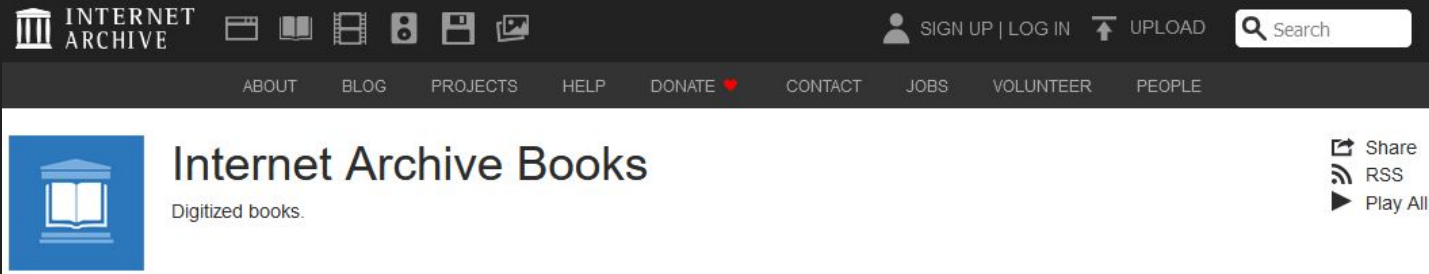 INTERNET
ARCHIVE
SIGN UP | LOG IN
UPLOAD
Search
ABOUT BLOG PROJECTS HELP DONATE CONTACT JOBS VOLUNTEER PEOPLE
Internet Archive Books
Digitized books.
Share
RSS
Play All